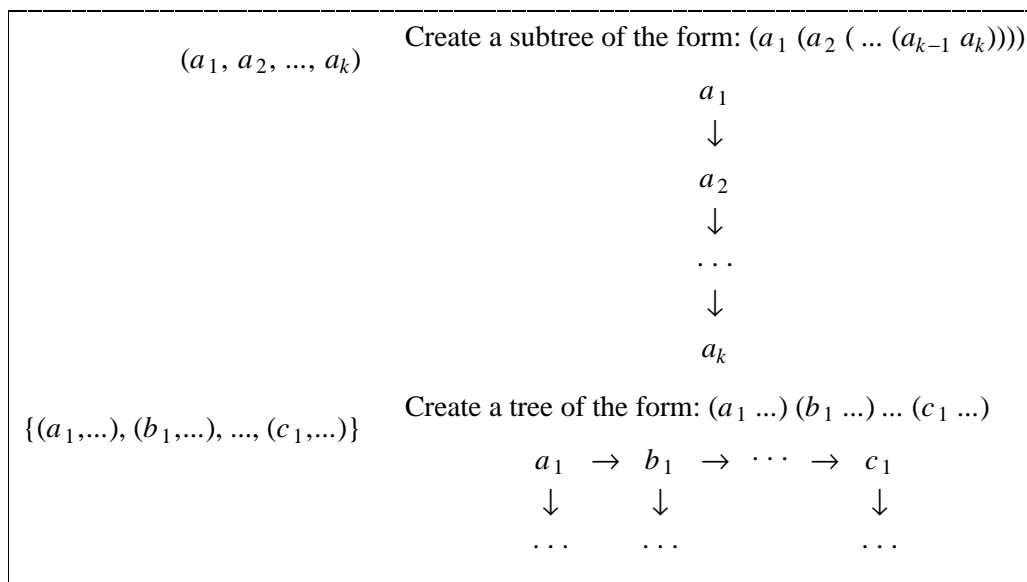 (a1, a2, ..., ak)
Create a subtree of the form: (a1 (a2 ( ... (ak−1 ak))))
a1
↓
a2
↓
· · ·
↓
ak
{(a1,...), (b1,...), ..., (c1,...)}
Create a tree of the form: (a1 ...) (b1 ...) ... (c1 ...)
a1 → b1 → · · · → c1
↓ ↓ ↓
· · · · · · · · ·